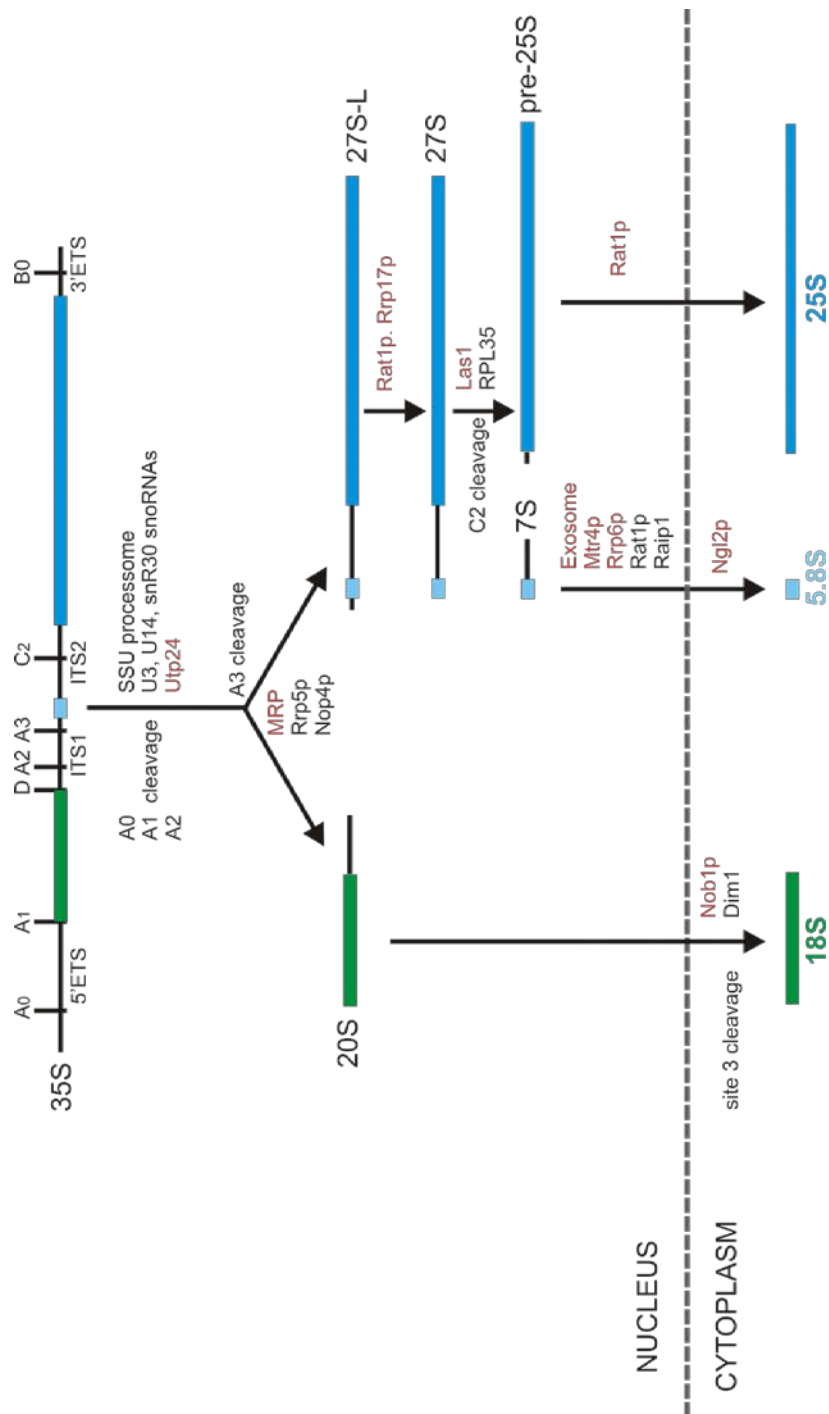 A0
A1
D
A2
A3
C2
B0
35S
5'ETS
ITS1
ITS2
3'ETS
A0
A1 cleavage
A2
SSU processome
U3, U14, snR30 snoRNAs
Utp24
A3 cleavage
MRP
Rrp5p
Nop4p
20S
27S-L
Rat1p. Rrp17p
27S
C2 cleavage
Las1
RPL35
7S
pre-25S
Exosome
Mtr4p
Rrp6p
Rat1p
Raip1
Rat1p
NUCLEUS
CYTOPLASM
site 3 cleavage
Nob1p
Dim1
Ngl2p
18S
5.8S
25S